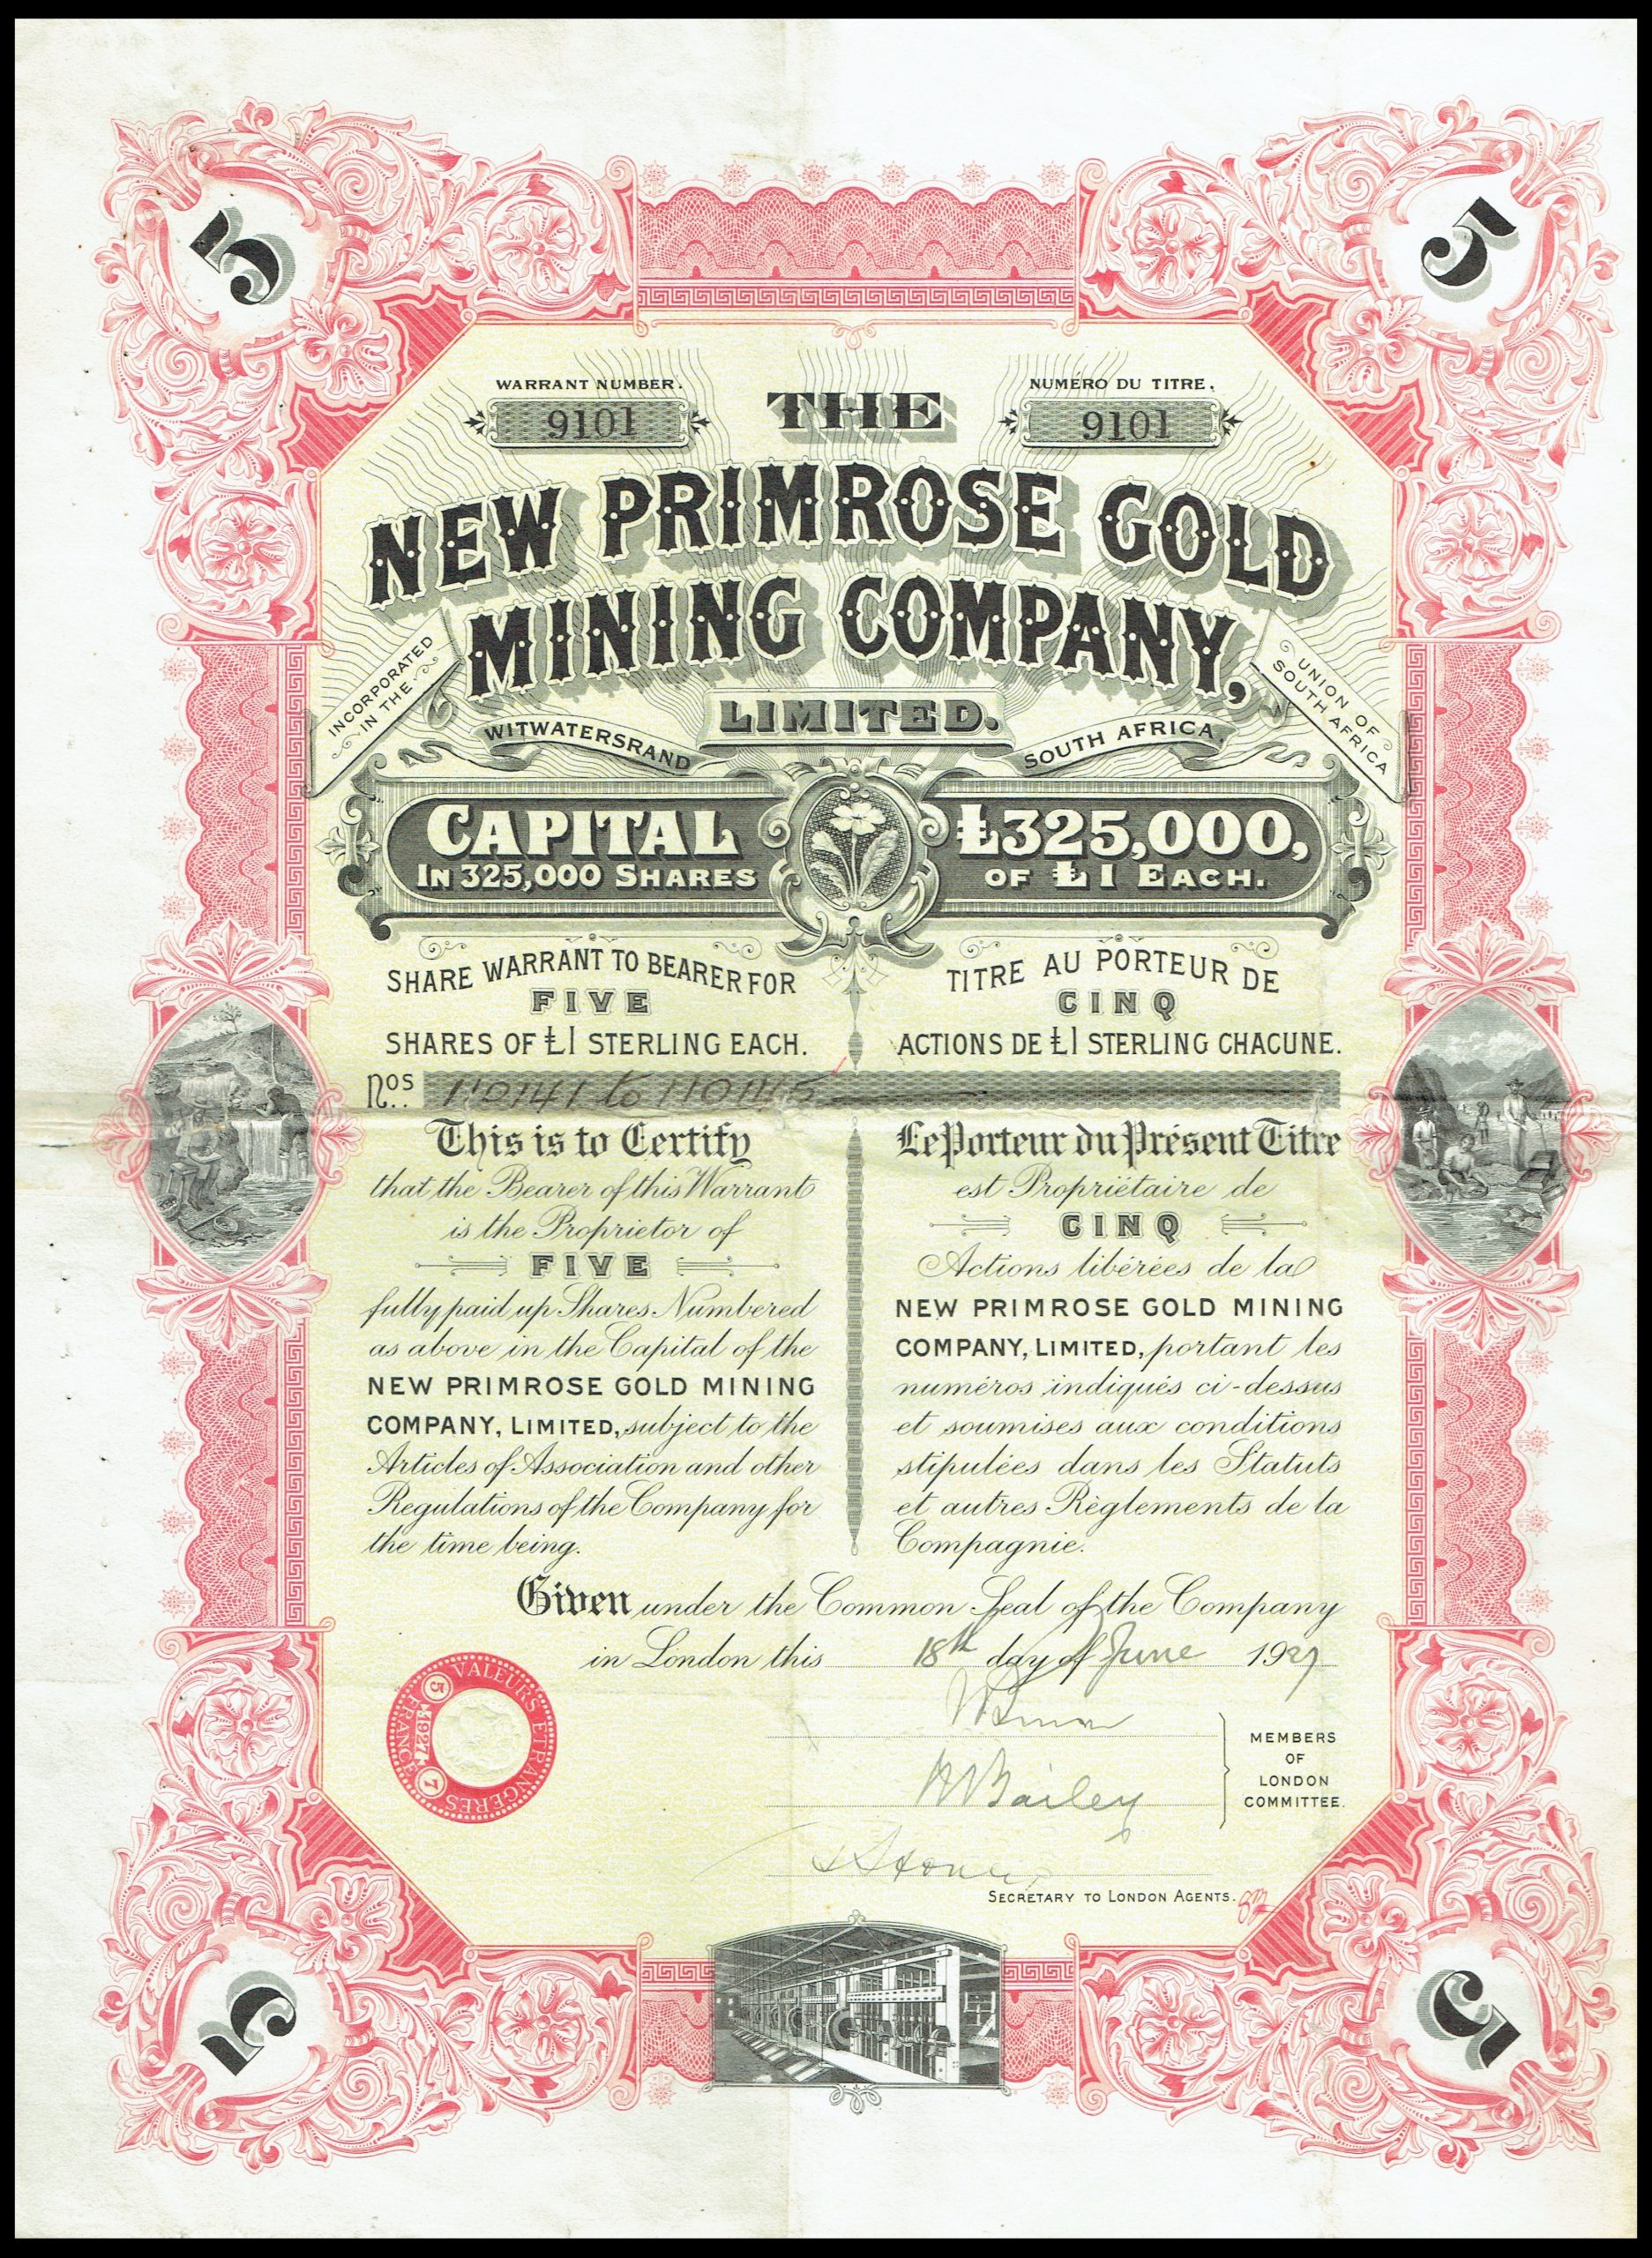 5
5
WARRANT NUMBER.
9101
THE
NUMÉRO DU TITRE.
9101
NEW PRIMROSE GOLD
MINING COMPANY,
LIMITED.
INCORPORATED
IN THE
UNION OF
SOUTH AFRICA
WITWATERSRAND
SOUTH AFRICA.
CAPITAL £325,000,
IN 325,000 SHARES OF £1 EACH.
SHARE WARRANT TO BEARER FOR
FIVE
SHARES OF £1 STERLING EACH.
TITRE AU PORTEUR DE
CINQ
ACTIONS DE £1 STERLING CHACUNE.
Nos. 110141 to 110145
This is to Certify
that the Bearer of this Warrant
is the Proprietor of
FIVE
fully paid up Shares Numbered
as above in the Capital of the
NEW PRIMROSE GOLD MINING
COMPANY, LIMITED, subject to the
Articles of Association and other
Regulations of the Company for
the time being.
Le Porteur du Présent Titre
est Propriétaire de
CINQ
Actions libérées de la
NEW PRIMROSE GOLD MINING
COMPANY, LIMITED, portant les
numéros indiqués ci-dessus
et soumises aux conditions
stipulées dans les Statuts
et autres Règlements de la
Compagnie.
Given under the Common Seal of the Company
in London this 18th day of June 1927
VALEURS ETRANGERES
5 1927 7
FRANCE
Bailey
MEMBERS
OF
LONDON
COMMITTEE.
SECRETARY TO LONDON AGENTS.
5
5